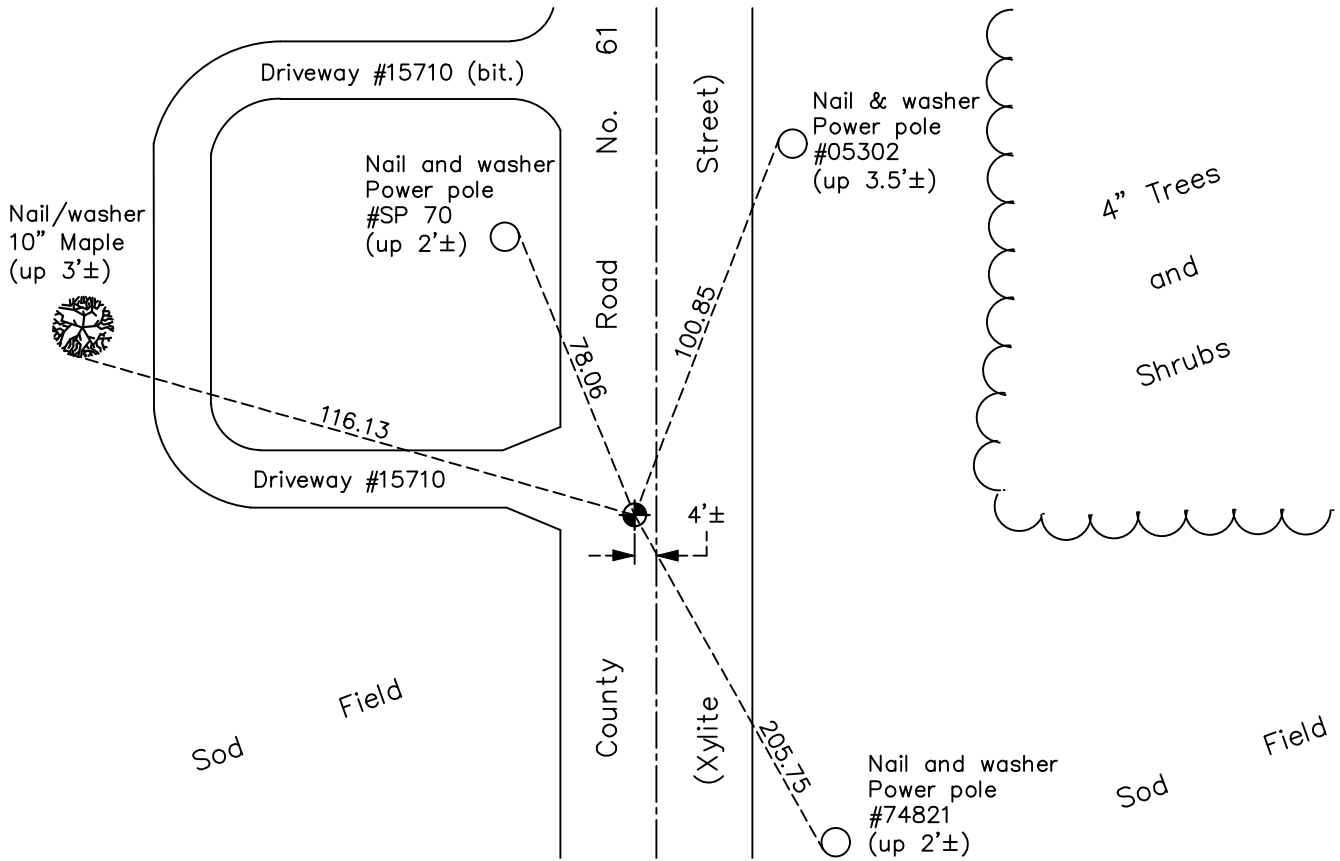 Driveway #15710 (bit.)
Nail and washer
Power pole
#SP 70
(up 2'±)
Nail & washer
Power pole
#05302
(up 3.5'±)
Nail/washer
10" Maple
(up 3'±)
4" Trees
and
Shrubs
116.13
78.06
100.85
Driveway #15710
4'±
County Road No. 61
(Xylite Street)
205.75
Sod Field
Nail and washer
Power pole
#74821
(up 2'±)
Sod Field